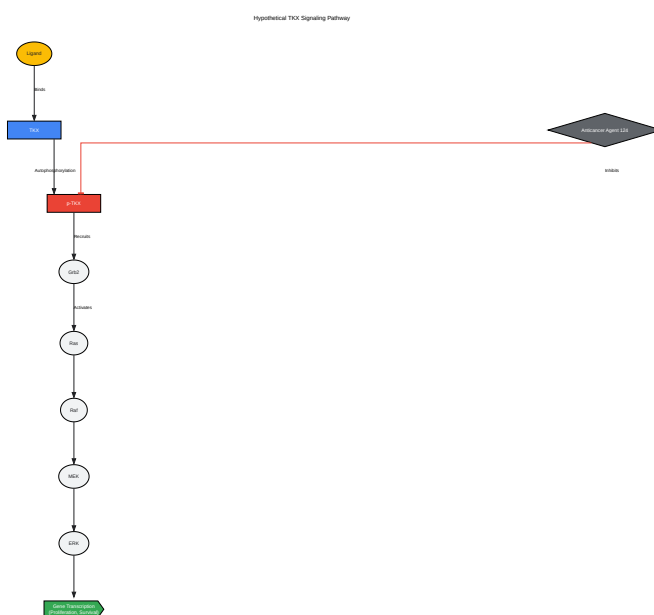 Hypothetical TKX Signaling Pathway
Ligand
Binds
TKX
Anticancer Agent 124
Autophosphorylation
Inhibits
p-TKX
Recruits
Grb2
Activates
Ras
Raf
MEK
ERK
Gene Transcription
(Proliferation, Survival)